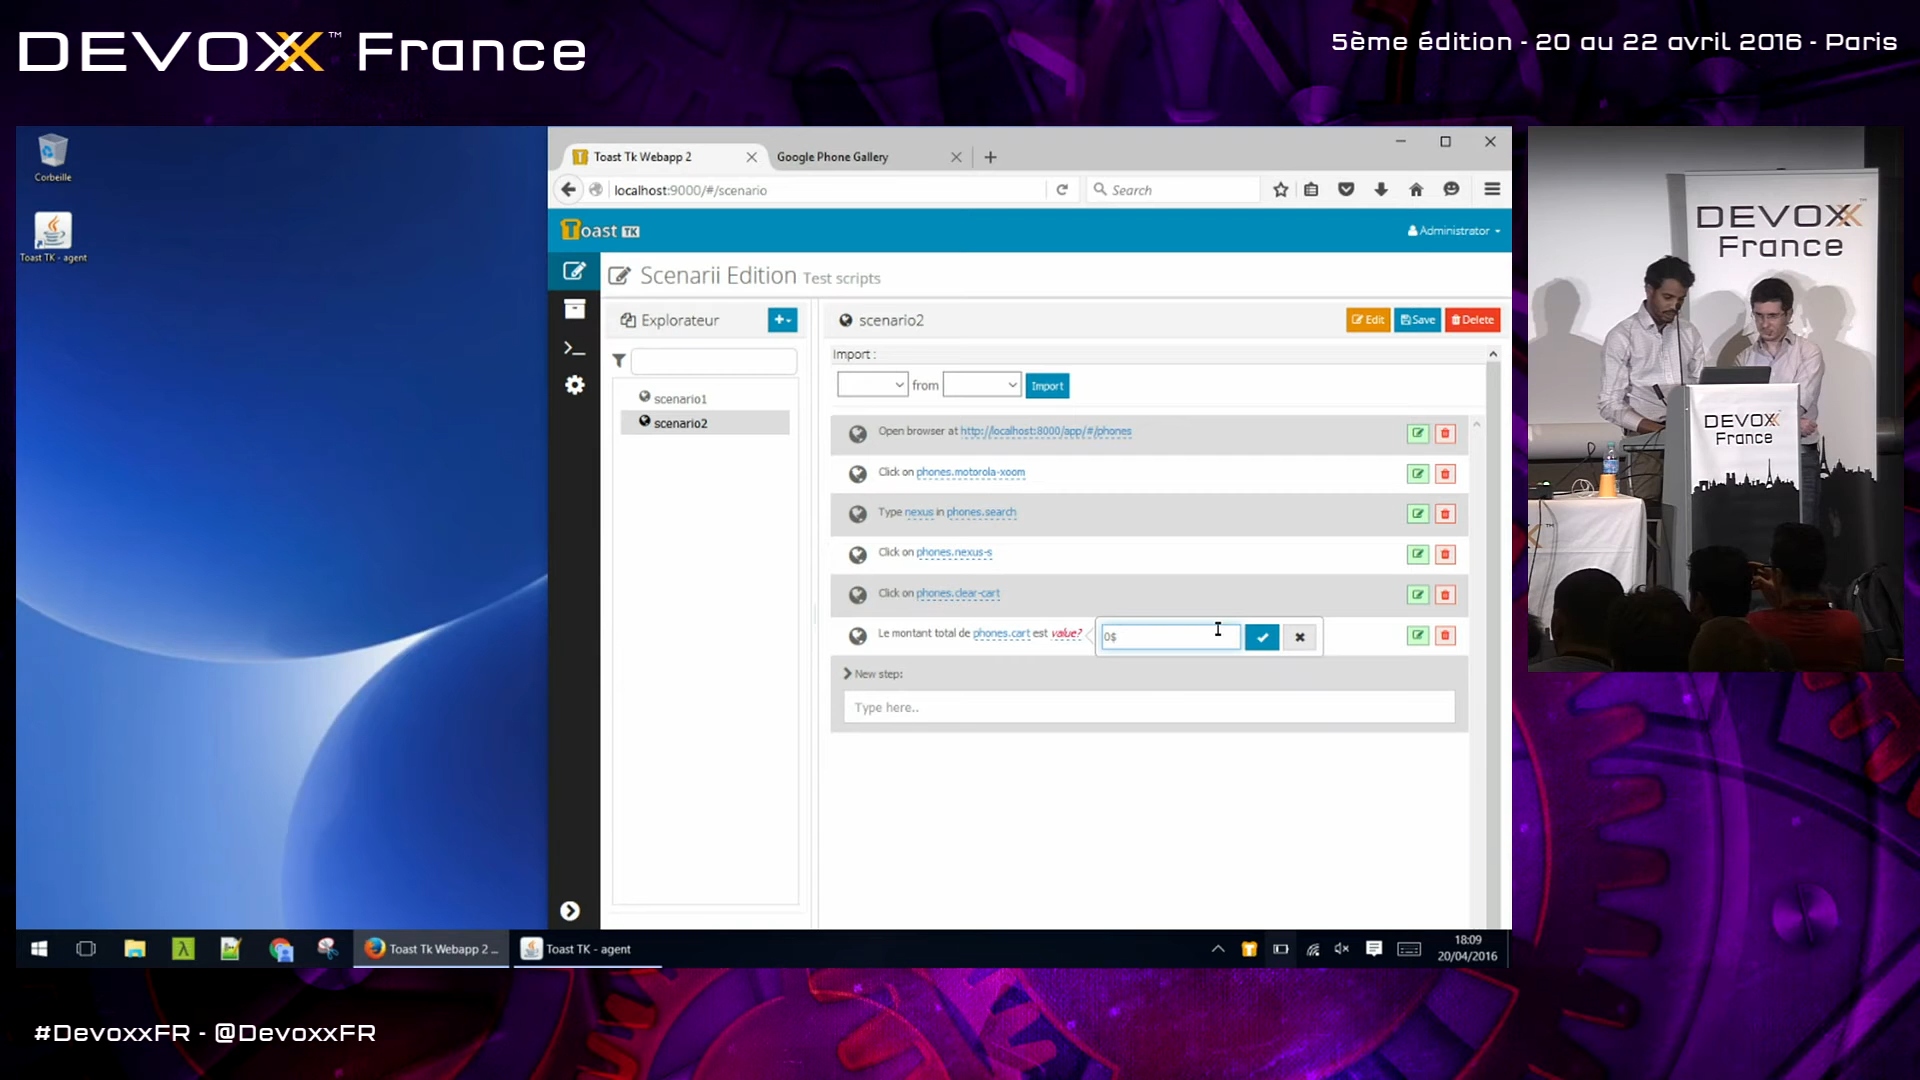 DEVOXX™ France
5ème édition - 20 au 22 avril 2016 - Paris
Corbeille
Toast TK - agent
Toast Tk Webapp 2
Google Phone Gallery
localhost:9000/#/scenario
Search
Toast TK
Administrator
Scenarii Edition Test scripts
Explorateur
scenario1
scenario2
scenario2
Edit
Save
Delete
Import :
from
Import
Open browser at http://localhost:8000/app/#/phones
Click on phones.motorola-xoom
Type nexus in phones.search
Click on phones.nexus-s
Click on phones.clear-cart
Le montant total de phones.cart est value?
0$
New step:
Type here..
Toast Tk Webapp 2 ...
Toast TK - agent
18:09
20/04/2016
DEVOXX™
France
DEVOXX
France
#DevoxxFR - @DevoxxFR